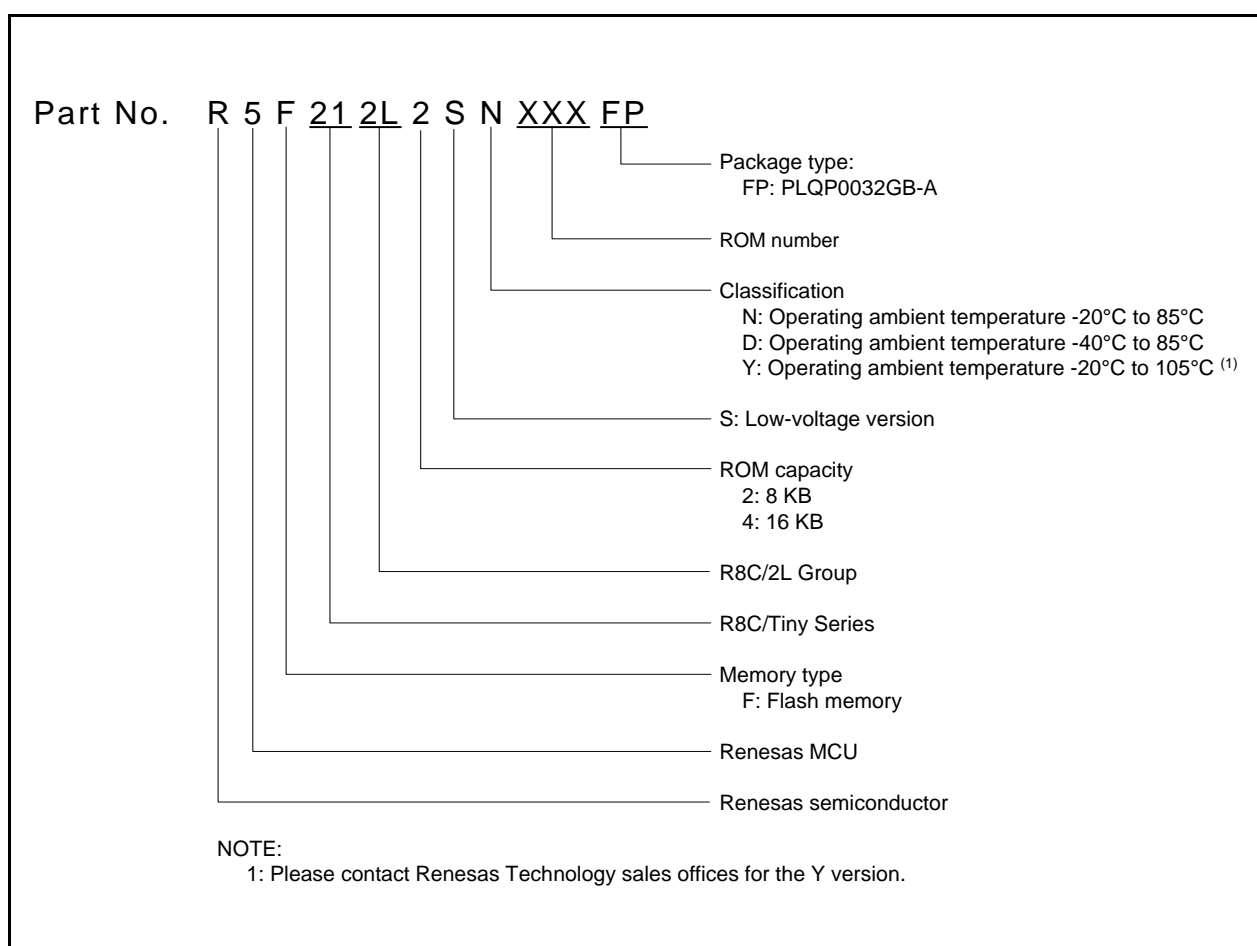 Part No. R 5 F 21 2L 2 S N XXX FP
Package type:
FP: PLQP0032GB-A
ROM number
Classification
N: Operating ambient temperature -20°C to 85°C
D: Operating ambient temperature -40°C to 85°C
Y: Operating ambient temperature -20°C to 105°C (1)
S: Low-voltage version
ROM capacity
2: 8 KB
4: 16 KB
R8C/2L Group
R8C/Tiny Series
Memory type
F: Flash memory
Renesas MCU
Renesas semiconductor
NOTE:
1: Please contact Renesas Technology sales offices for the Y version.